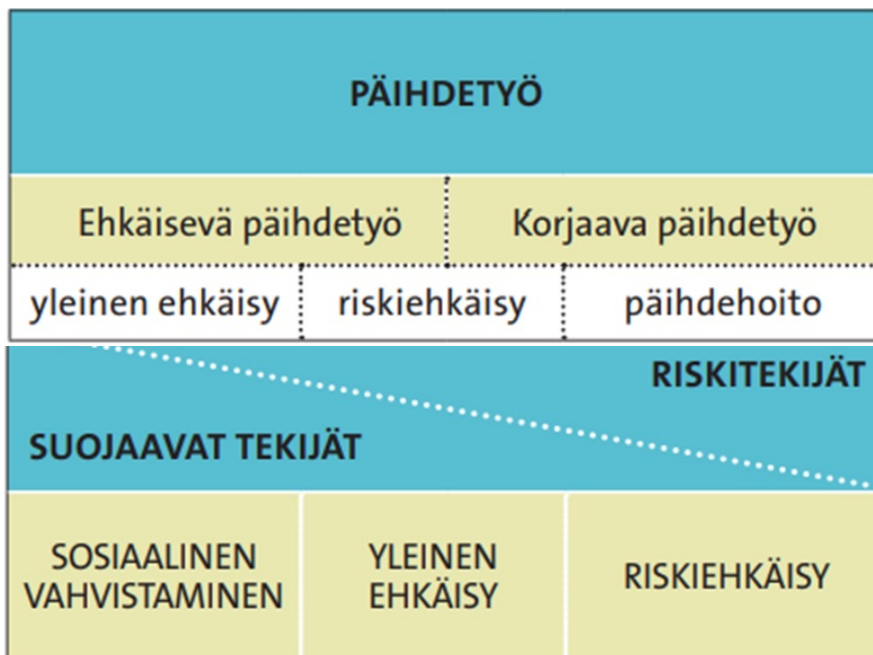 PÄIHDETYÖ
Ehkäisevä päihdetyö
Korjaava päihdetyö
yleinen ehkäisy
riskiehkäisy
päihdehoito
RISKITEKIJÄT
SUOJAAVAT TEKIJÄT
SOSIAALINEN
VAHVISTAMINEN
YLEINEN
EHKÄISY
RISKIEHKÄISY